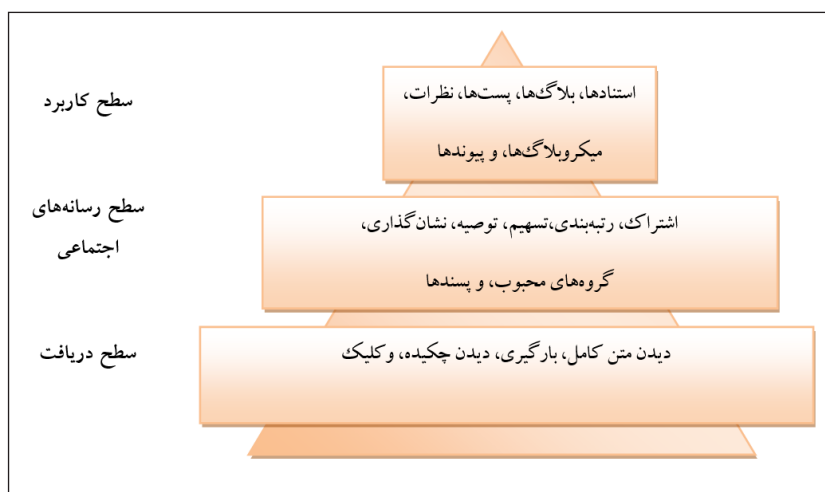 سطح کاربرد
استنادها، بلاگ‌ها، پست‌ها، نظرات،
میکروبلاگ‌ها، و پیوندها
سطح رسانه‌های
اجتماعی
اشتراک، رتبه‌بندی،تسهیم، توصیه، نشان‌گذاری،
گروه‌های محبوب، و پسندها
سطح دریافت
دیدن متن کامل، بارگیری، دیدن چکیده، وکلیک